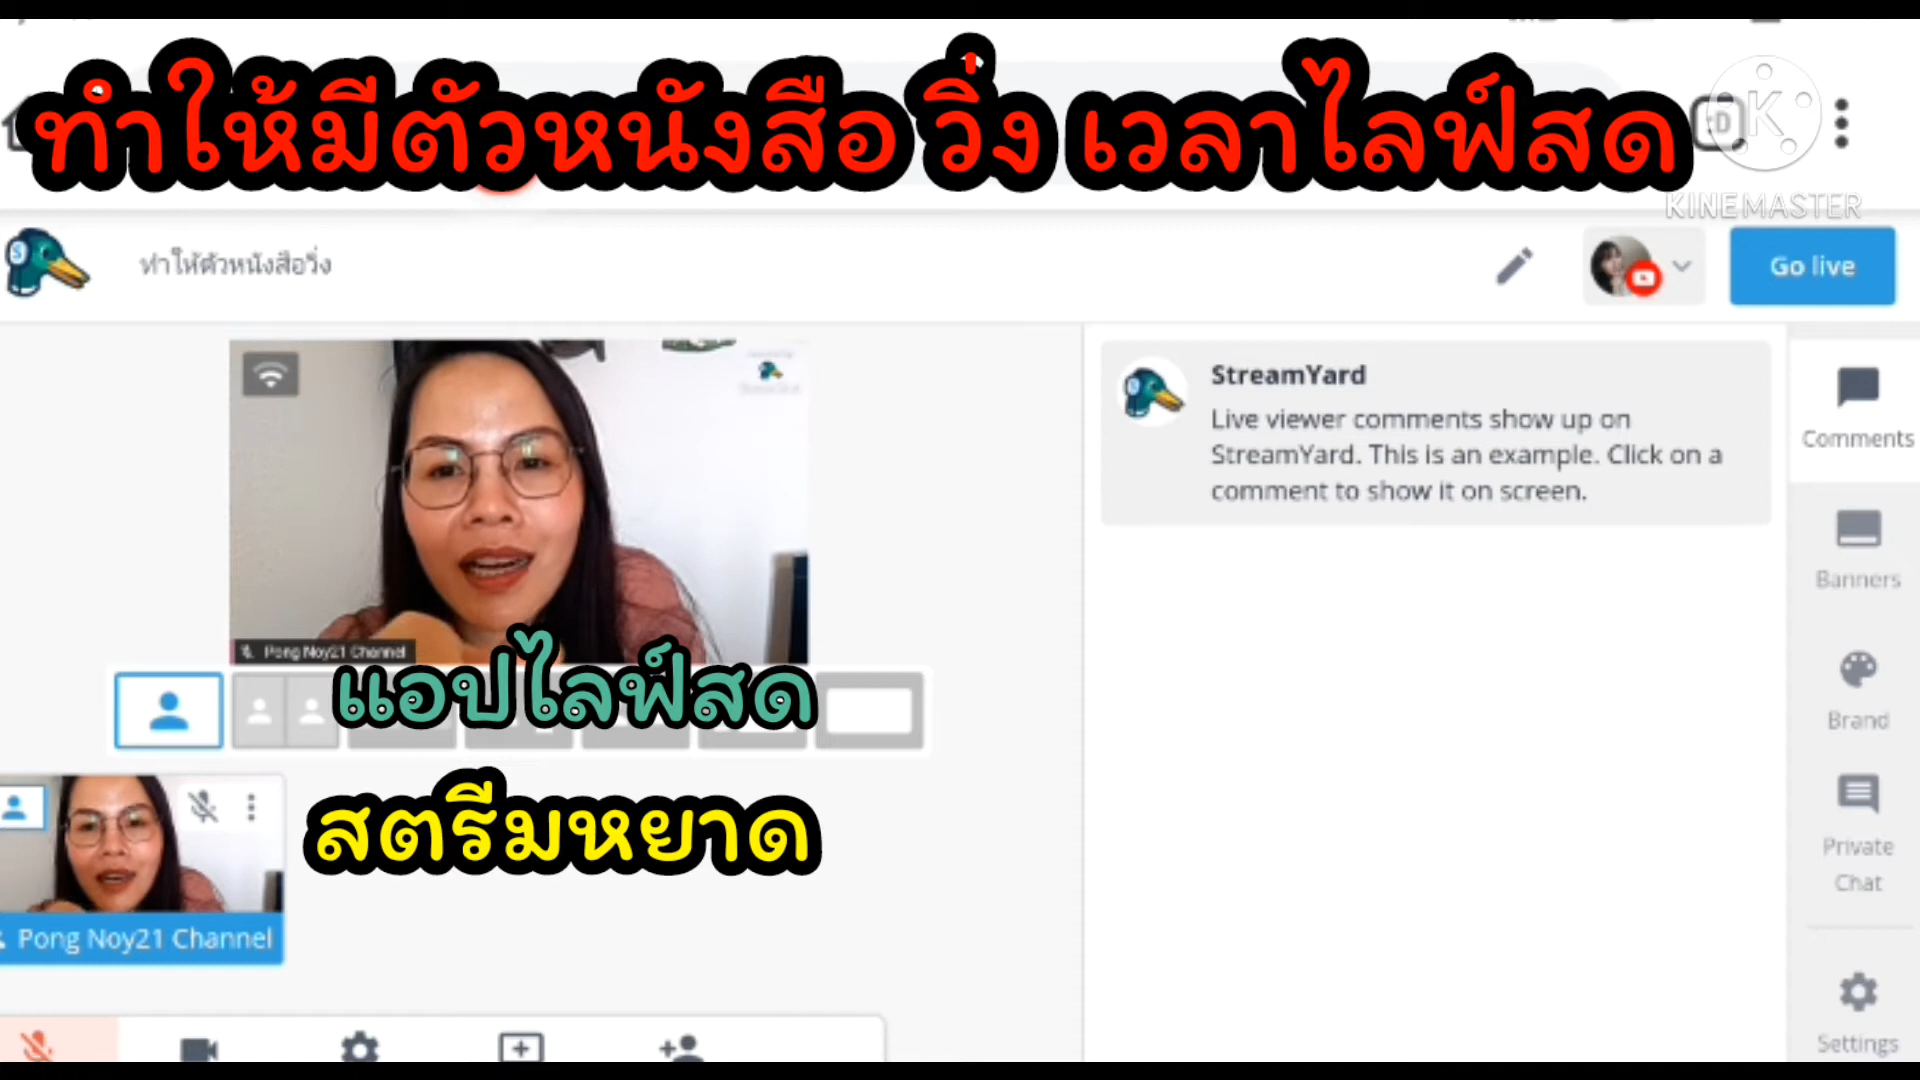 ทำให้มีตัวหนังสือ วิ่ง เวลาไลฟ์สด
:D
K
KINEMASTER
ทำให้ตัวหนังสือวิ่ง
Go live
StreamYard
Live viewer comments show up on
StreamYard. This is an example. Click on a
comment to show it on screen.
Comments
Banners
Brand
Private
Chat
Settings
Pong Noy21 Channel
แอปไลฟ์สด
สตรีมหยาด
Pong Noy21 Channel